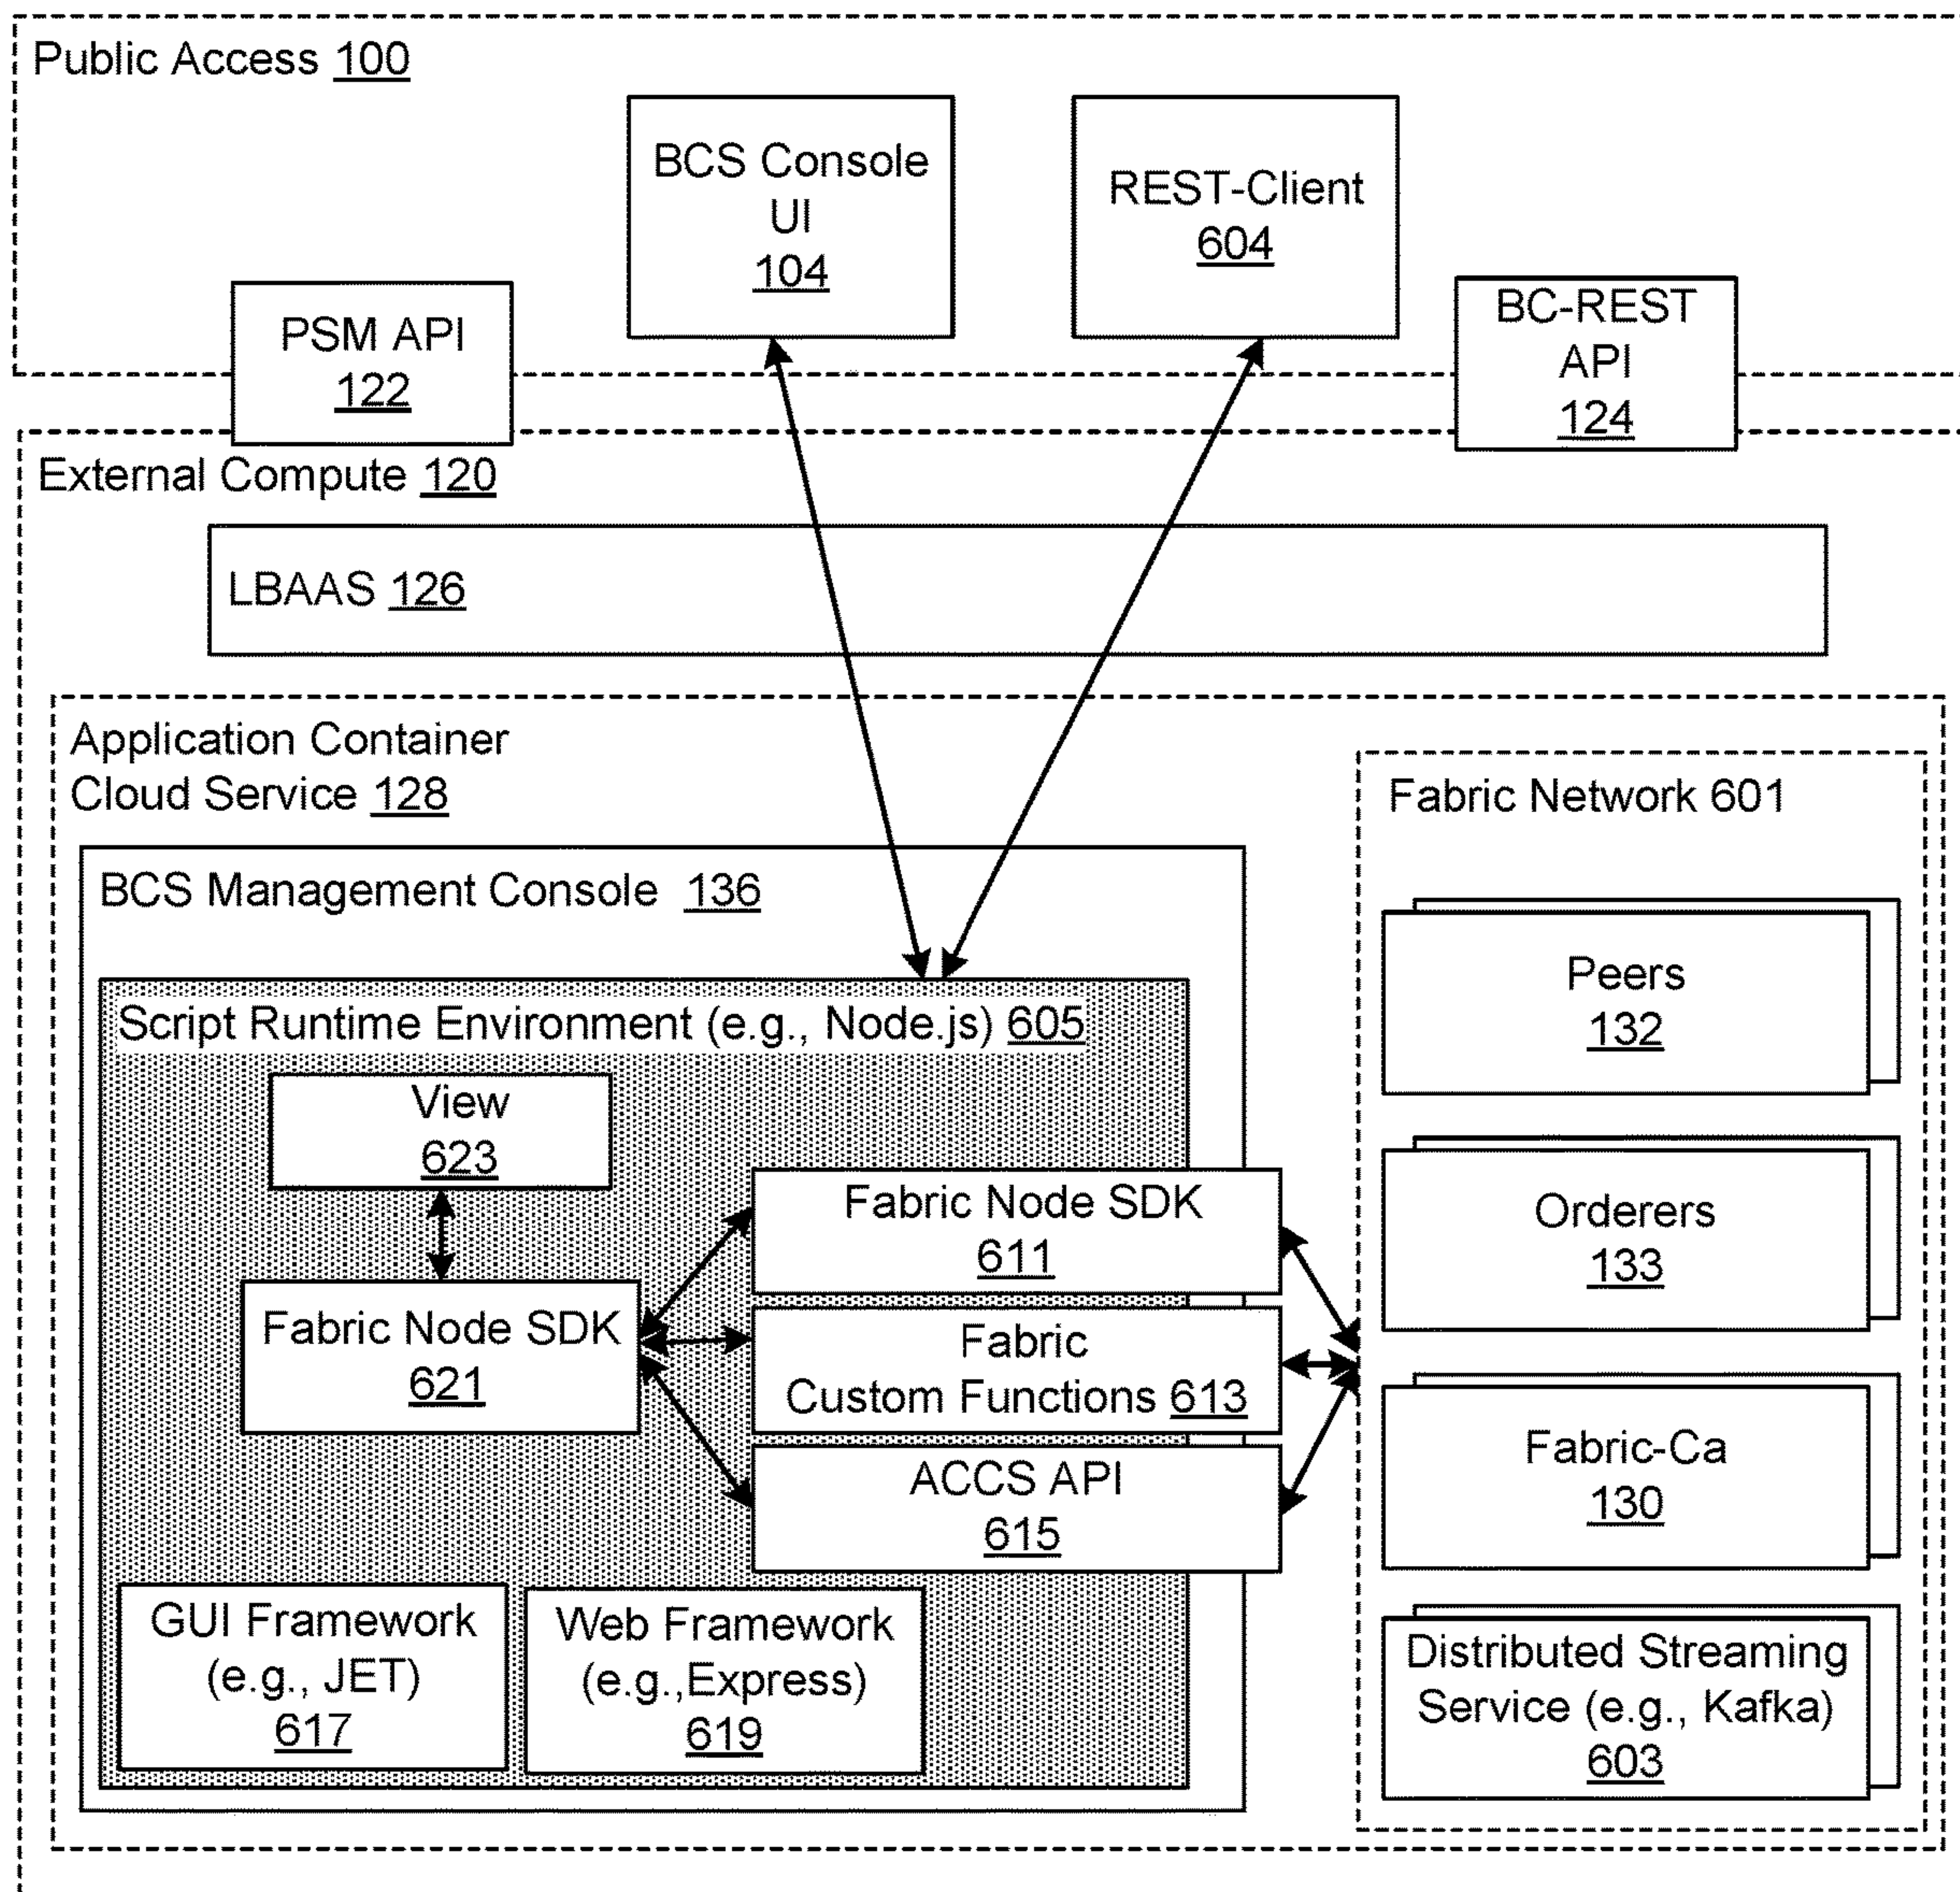 Public Access 100
BCS Console
UI
104
REST-Client
604
PSM API
122
BC-REST
API
124
External Compute 120
LBAAS 126
Application Container
Cloud Service 128
Fabric Network 601
BCS Management Console 136
Script Runtime Environment (e.g., Node.js) 605
View
623
Fabric Node SDK
621
Fabric Node SDK
611
Fabric
Custom Functions 613
ACCS API
615
GUI Framework
(e.g., JET)
617
Web Framework
(e.g.,Express)
619
Peers
132
Orderers
133
Fabric-Ca
130
Distributed Streaming
Service (e.g., Kafka)
603